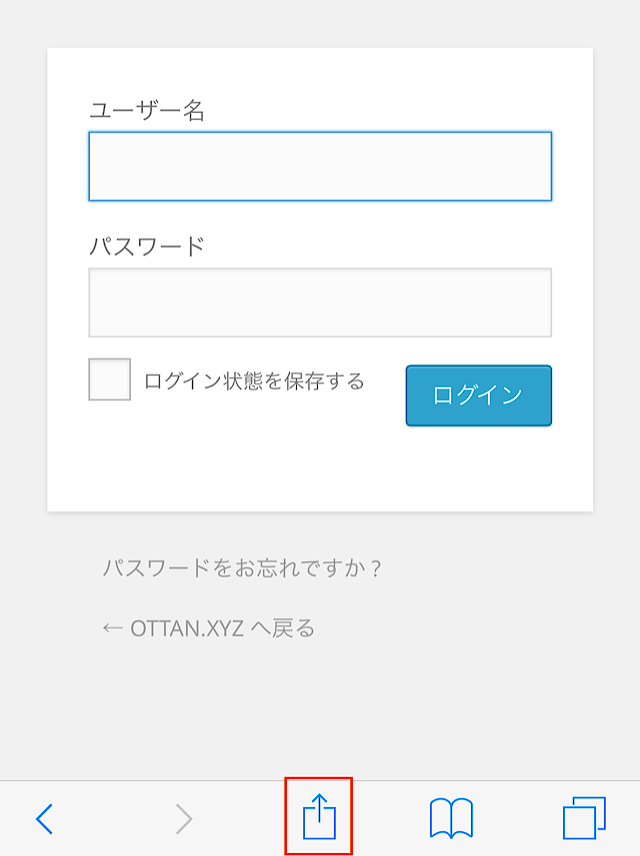 ユーザー名
パスワード
ログイン状態を保存する
ログイン
パスワードをお忘れですか ?
← OTTAN.XYZ へ戻る